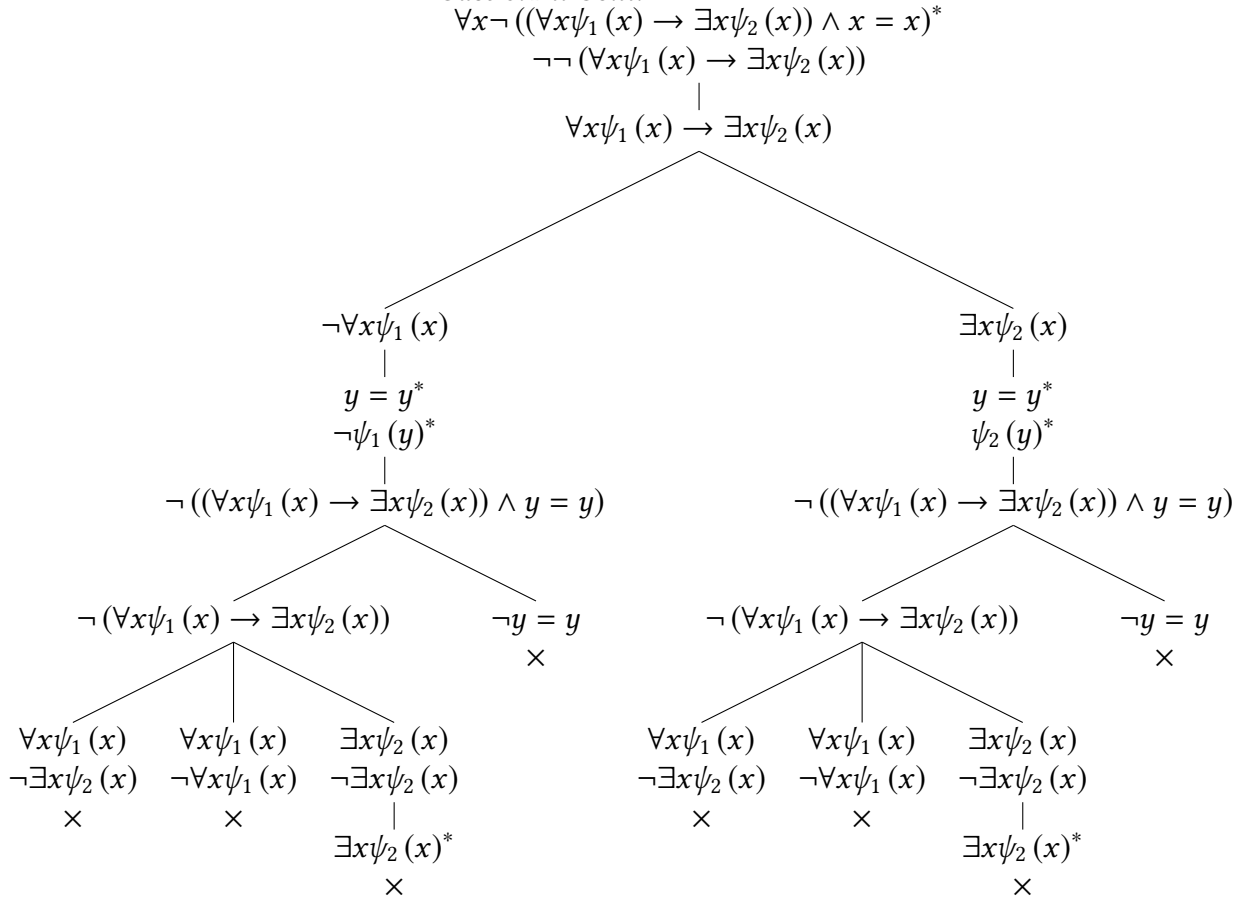 ∀x¬ ((∀xψ₁ (x) → ∃xψ₂ (x)) ∧ x = x)*
¬¬ (∀xψ₁ (x) → ∃xψ₂ (x))
∀xψ₁ (x) → ∃xψ₂ (x)
¬∀xψ₁ (x) ∃xψ₂ (x)
y = y* y = y*
¬ψ₁ (y)* ψ₂ (y)*
¬ ((∀xψ₁ (x) → ∃xψ₂ (x)) ∧ y = y) ¬ ((∀xψ₁ (x) → ∃xψ₂ (x)) ∧ y = y)
¬ (∀xψ₁ (x) → ∃xψ₂ (x)) ¬y = y ¬ (∀xψ₁ (x) → ∃xψ₂ (x)) ¬y = y
× ×
∀xψ₁ (x) ∀xψ₁ (x) ∃xψ₂ (x) ∀xψ₁ (x) ∀xψ₁ (x) ∃xψ₂ (x)
¬∃xψ₂ (x) ¬∀xψ₁ (x) ¬∃xψ₂ (x) ¬∃xψ₂ (x) ¬∀xψ₁ (x) ¬∃xψ₂ (x)
× × × ×
∃xψ₂ (x)* ∃xψ₂ (x)*
× ×